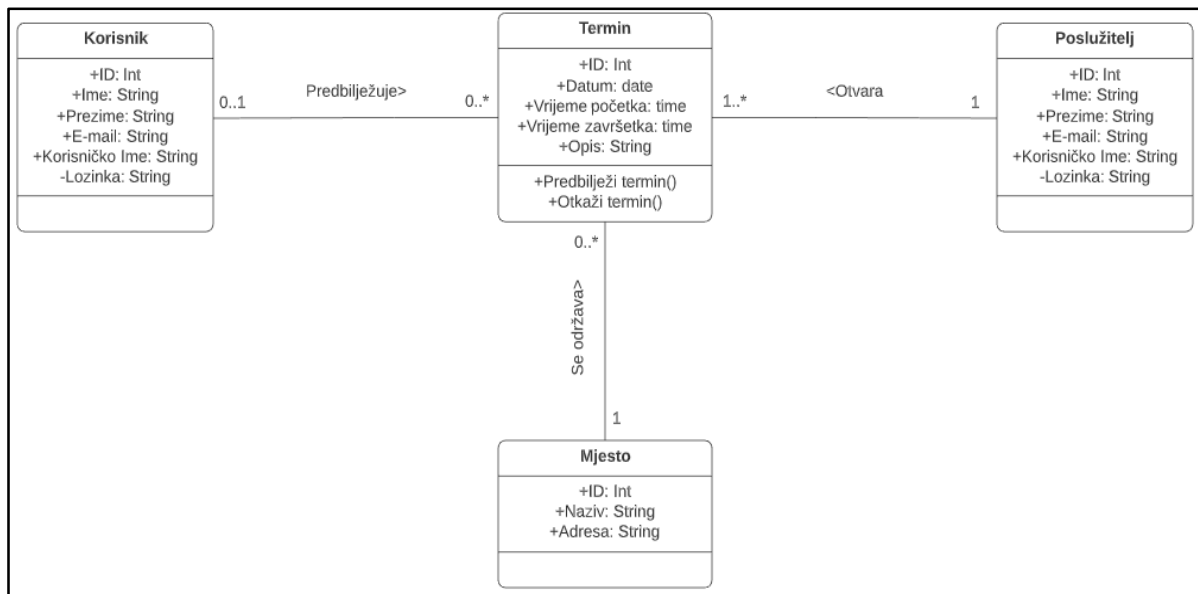 Korisnik
+ID: Int
+Ime: String
+Prezime: String
+E-mail: String
+Korisničko Ime: String
-Lozinka: String
0..1
Predbilježuje>
0..*
Termin
+ID: Int
+Datum: date
+Vrijeme početka: time
+Vrijeme završetka: time
+Opis: String
+Predbilježi termin()
+Otkaži termin()
1..*
<Otvara
1
Poslužitelj
+ID: Int
+Ime: String
+Prezime: String
+E-mail: String
+Korisničko Ime: String
-Lozinka: String
0..*
Se održava>
1
Mjesto
+ID: Int
+Naziv: String
+Adresa: String